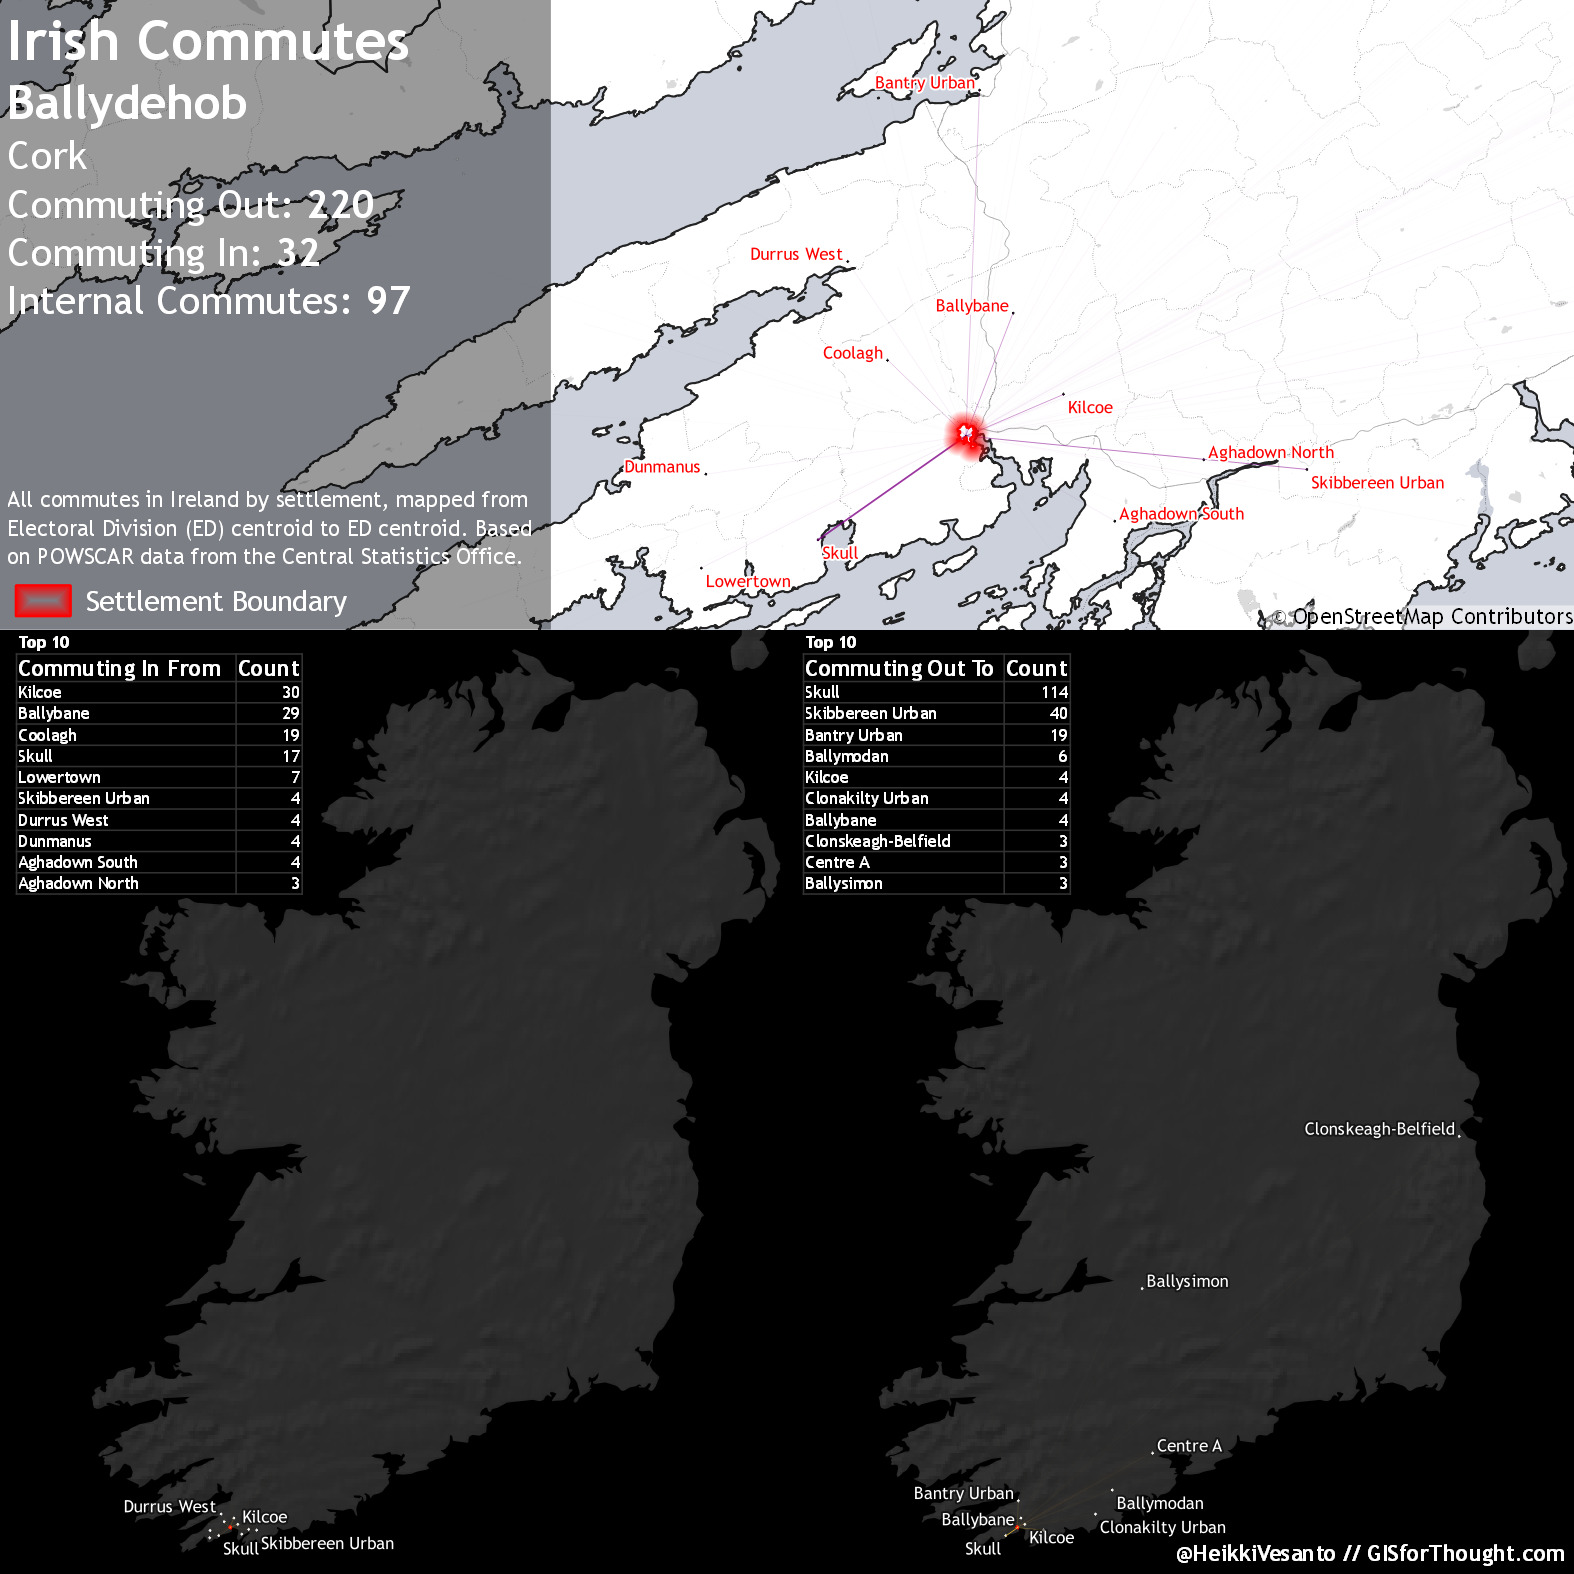 Irish Commutes
Ballydehob
Cork
Commuting Out: 220
Commuting In: 32
Internal Commutes: 97
All commutes in Ireland by settlement, mapped from
Electoral Division (ED) centroid to ED centroid. Based
on POWSCAR data from the Central Statistics Office.
Settlement Boundary
Bantry Urban
Durrus West
Ballybane
Coolagh
Kilcoe
Aghadown North
Dunmanus
Skibbereen Urban
Aghadown South
Skull
Lowertown
© OpenStreetMap Contributors
Top 10
Commuting In From Count
Kilcoe 30
Ballybane 29
Coolagh 19
Skull 17
Lowertown 7
Skibbereen Urban 4
Durrus West 4
Dunmanus 4
Aghadown South 4
Aghadown North 3
Durrus West
Kilcoe
Skibbereen Urban
Skull
Top 10
Commuting Out To Count
Skull 114
Skibbereen Urban 40
Bantry Urban 19
Ballymodan 6
Kilcoe 4
Clonakilty Urban 4
Ballybane 4
Clonskeagh-Belfield 3
Centre A 3
Ballysimon 3
Clonskeagh-Belfield
Ballysimon
Centre A
Bantry Urban
Ballymodan
Ballybane
Clonakilty Urban
Kilcoe
Skull
@HeikkiVesanto // GISforThought.com